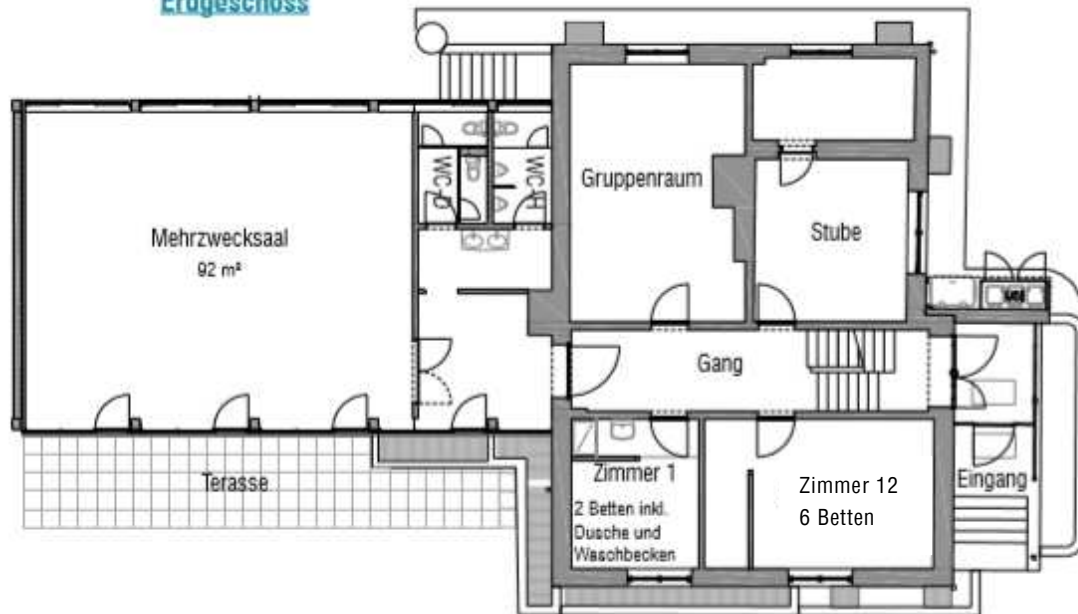 Erdgeschoss
WC-D
WC-H
Gruppenraum
Mehrzwecksaal
92 m²
Stube
Gang
Terasse
Zimmer 1
2 Betten inkl.
Dusche und
Waschbecken
Zimmer 12
6 Betten
Eingang